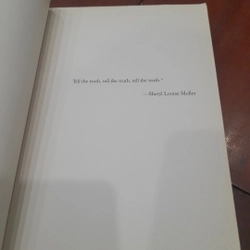 Tell the truth, tell the truth, tell the truth."
—Sheryl Louise Moller